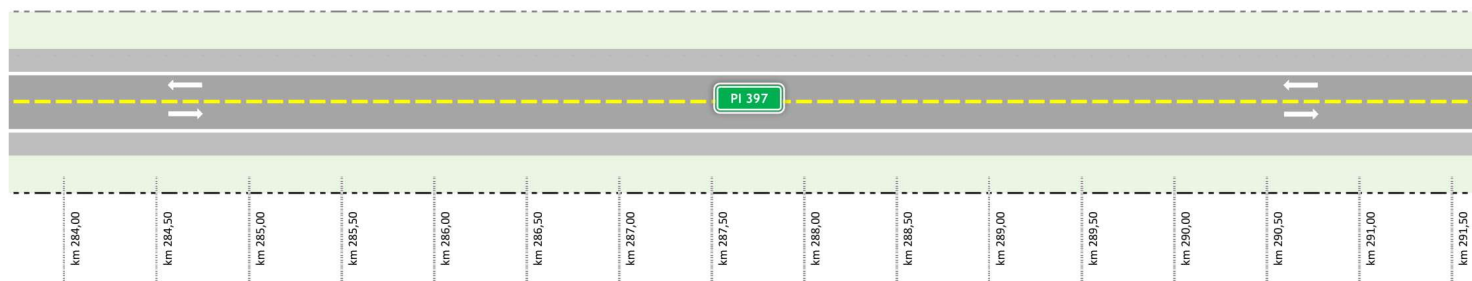 PI 397
km 284,00
km 284,50
km 285,00
km 285,50
km 286,00
km 286,50
km 287,00
km 287,50
km 288,00
km 288,50
km 289,00
km 289,50
km 290,00
km 290,50
km 291,00
km 291,50